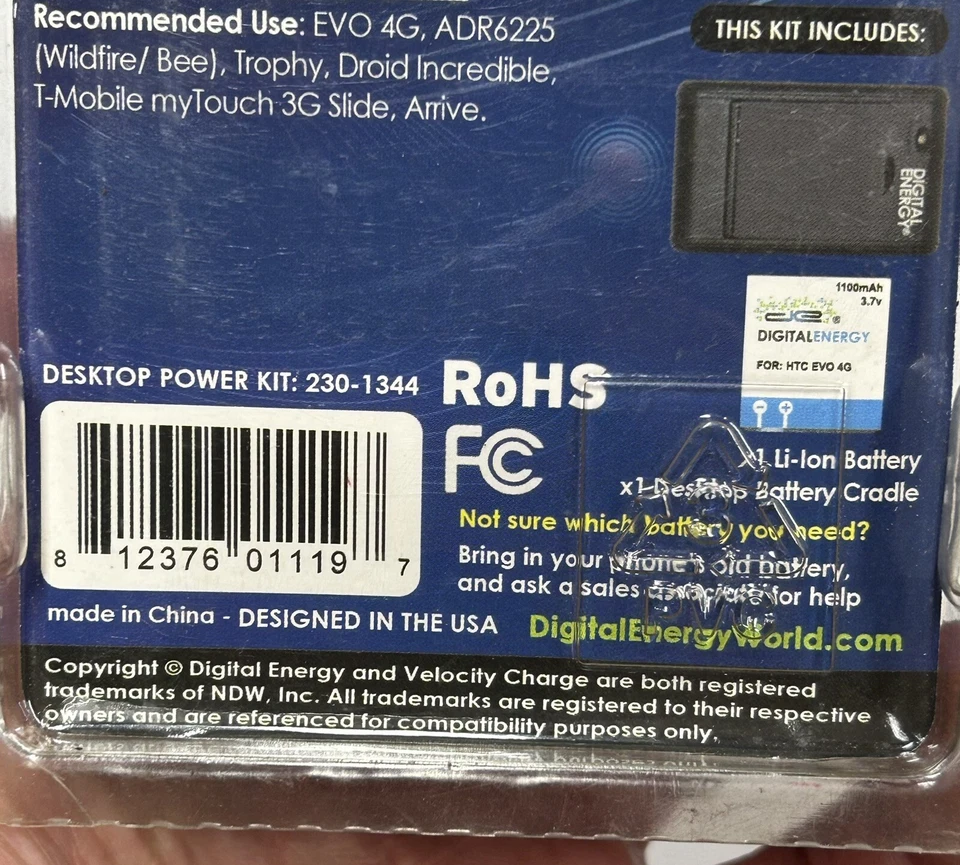 Recommended Use: EVO 4G, ADR6225
(Wildfire/ Bee), Trophy, Droid Incredible,
T-Mobile myTouch 3G Slide, Arrive.
THIS KIT INCLUDES:
DIGITAL
ENERGY®
1100mAh
3.7v
de®
DIGITALENERGY
FOR: HTC EVO 4G
- +
x1 Li-Ion Battery
x1 Desktop Battery Cradle
DESKTOP POWER KIT: 230-1344
RoHS
FC
8 12376 01119 7
Not sure which battery you need?
Bring in your phone's old battery,
and ask a sales associate for help
made in China - DESIGNED IN THE USA
DigitalEnergyWorld.com
Copyright © Digital Energy and Velocity Charge are both registered
trademarks of NDW, Inc. All trademarks are registered to their respective
owners and are referenced for compatibility purposes only.